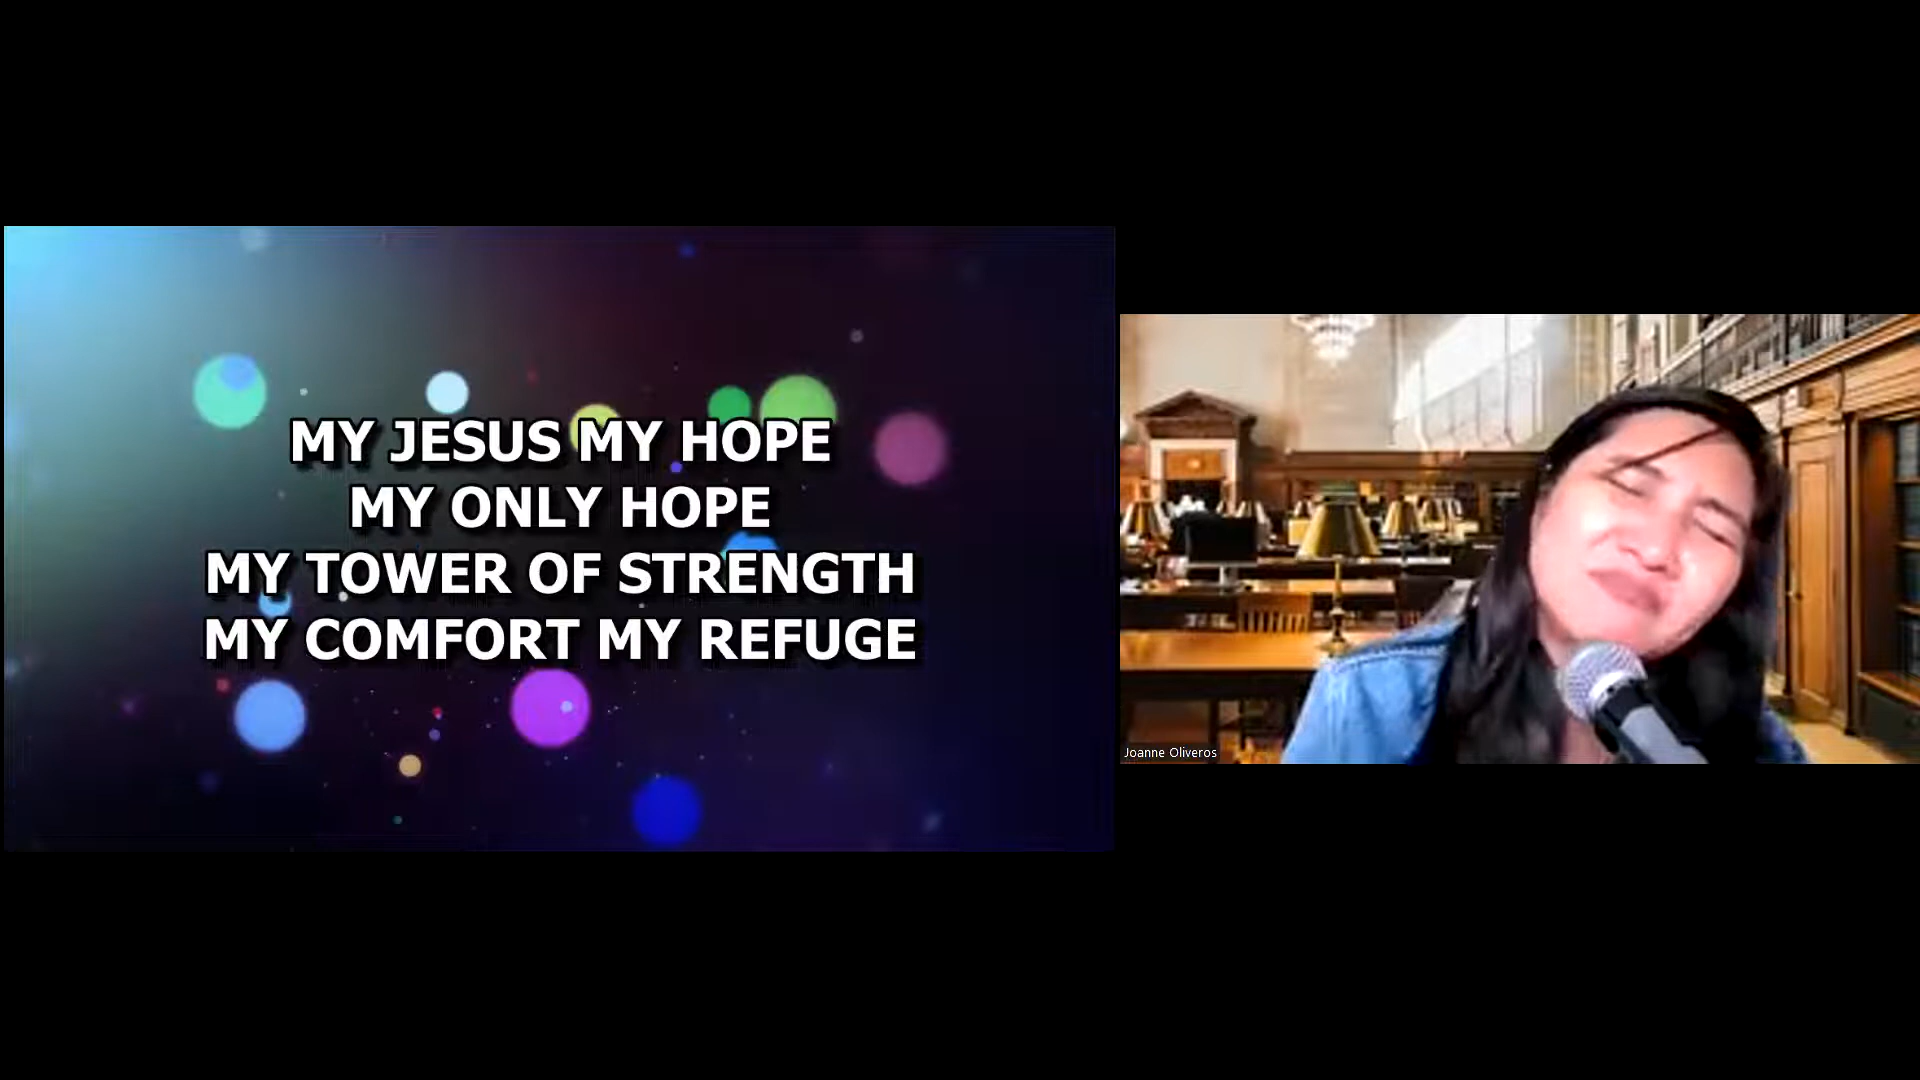 MY JESUS MY HOPE
MY ONLY HOPE
MY TOWER OF STRENGTH
MY COMFORT MY REFUGE
Joanne Oliveros